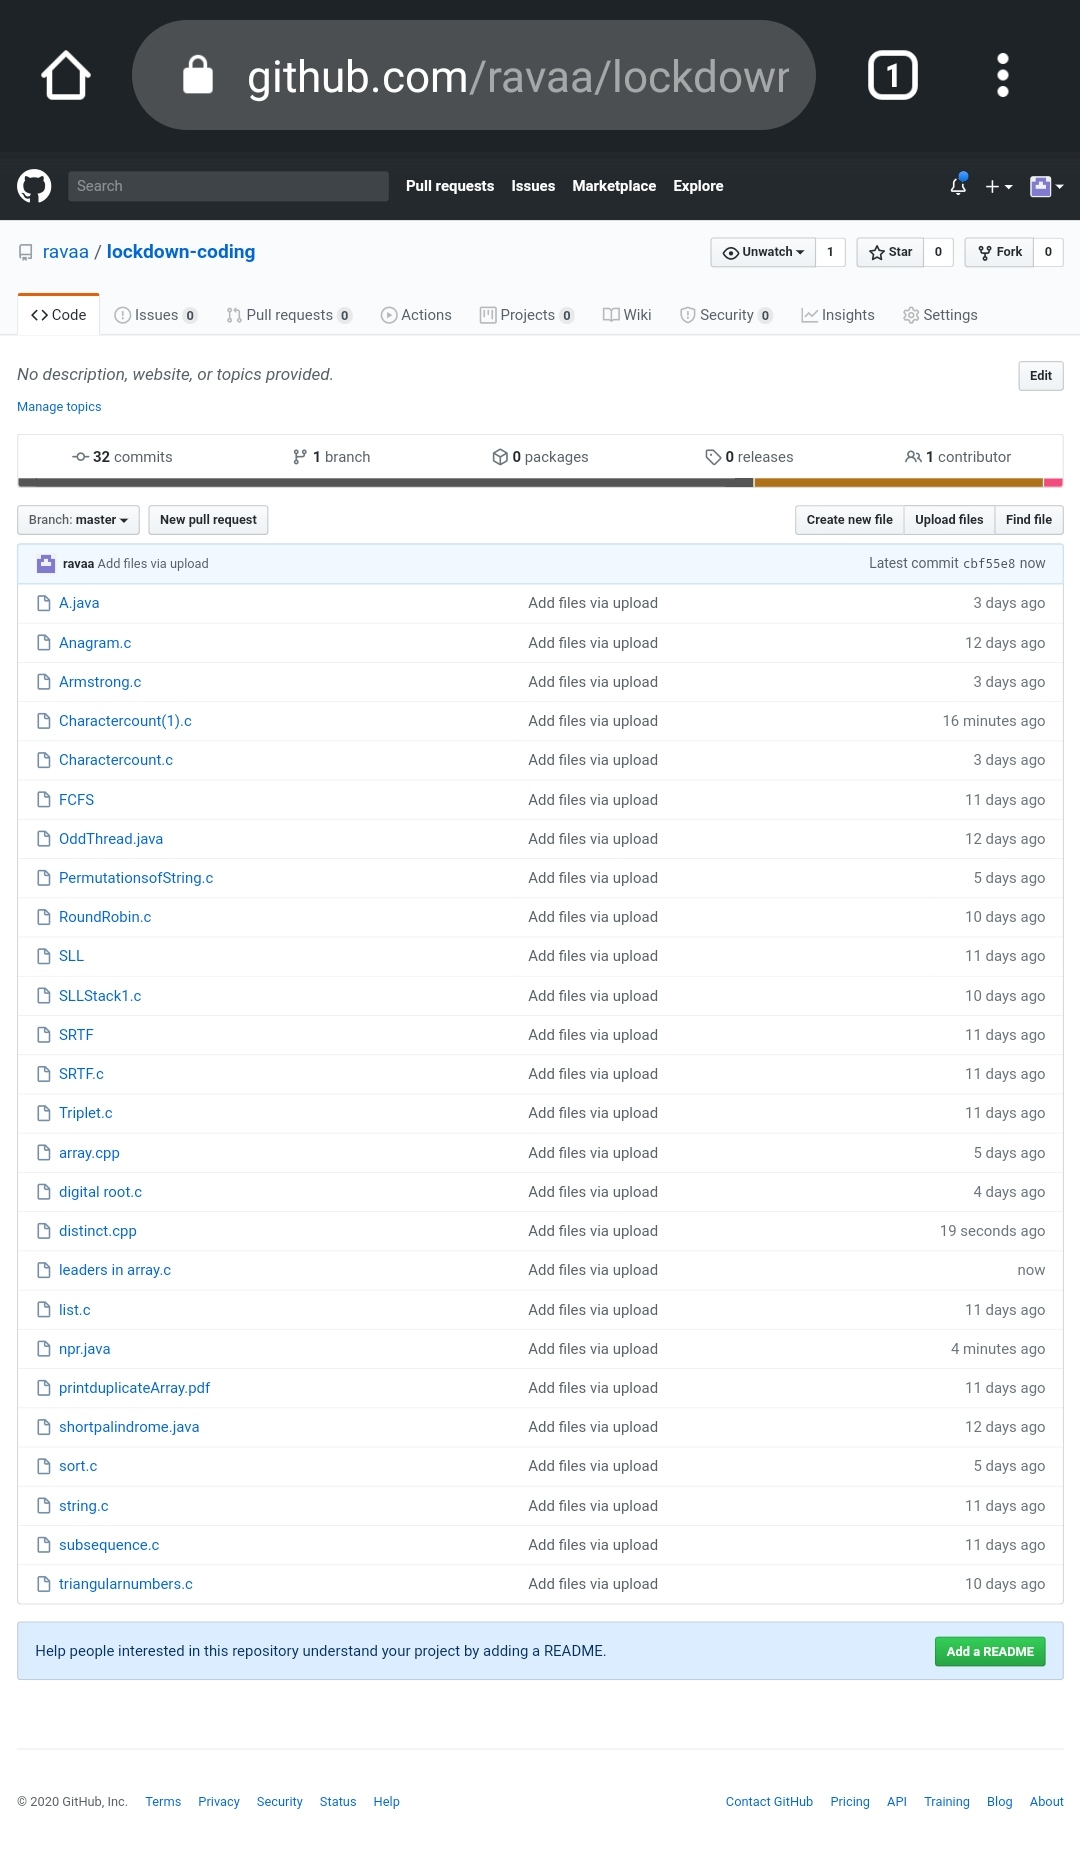 github.com/ravaa/lockdowr
1
Search Pull requests Issues Marketplace Explore
ravaa / lockdown-coding Unwatch 1 Star 0 Fork 0
Code Issues 0 Pull requests 0 Actions Projects 0 Wiki Security 0 Insights Settings
No description, website, or topics provided. Edit
Manage topics
32 commits 1 branch 0 packages 0 releases 1 contributor
Branch: master New pull request Create new file Upload files Find file
ravaa Add files via upload Latest commit cbf55e8 now
A.java Add files via upload 3 days ago
Anagram.c Add files via upload 12 days ago
Armstrong.c Add files via upload 3 days ago
Charactercount(1).c Add files via upload 16 minutes ago
Charactercount.c Add files via upload 3 days ago
FCFS Add files via upload 11 days ago
OddThread.java Add files via upload 12 days ago
PermutationsofString.c Add files via upload 5 days ago
RoundRobin.c Add files via upload 10 days ago
SLL Add files via upload 11 days ago
SLLStack1.c Add files via upload 10 days ago
SRTF Add files via upload 11 days ago
SRTF.c Add files via upload 11 days ago
Triplet.c Add files via upload 11 days ago
array.cpp Add files via upload 5 days ago
digital root.c Add files via upload 4 days ago
distinct.cpp Add files via upload 19 seconds ago
leaders in array.c Add files via upload now
list.c Add files via upload 11 days ago
npr.java Add files via upload 4 minutes ago
printduplicateArray.pdf Add files via upload 11 days ago
shortpalindrome.java Add files via upload 12 days ago
sort.c Add files via upload 5 days ago
string.c Add files via upload 11 days ago
subsequence.c Add files via upload 11 days ago
triangularnumbers.c Add files via upload 10 days ago
Help people interested in this repository understand your project by adding a README. Add a README
© 2020 GitHub, Inc. Terms Privacy Security Status Help Contact GitHub Pricing API Training Blog About